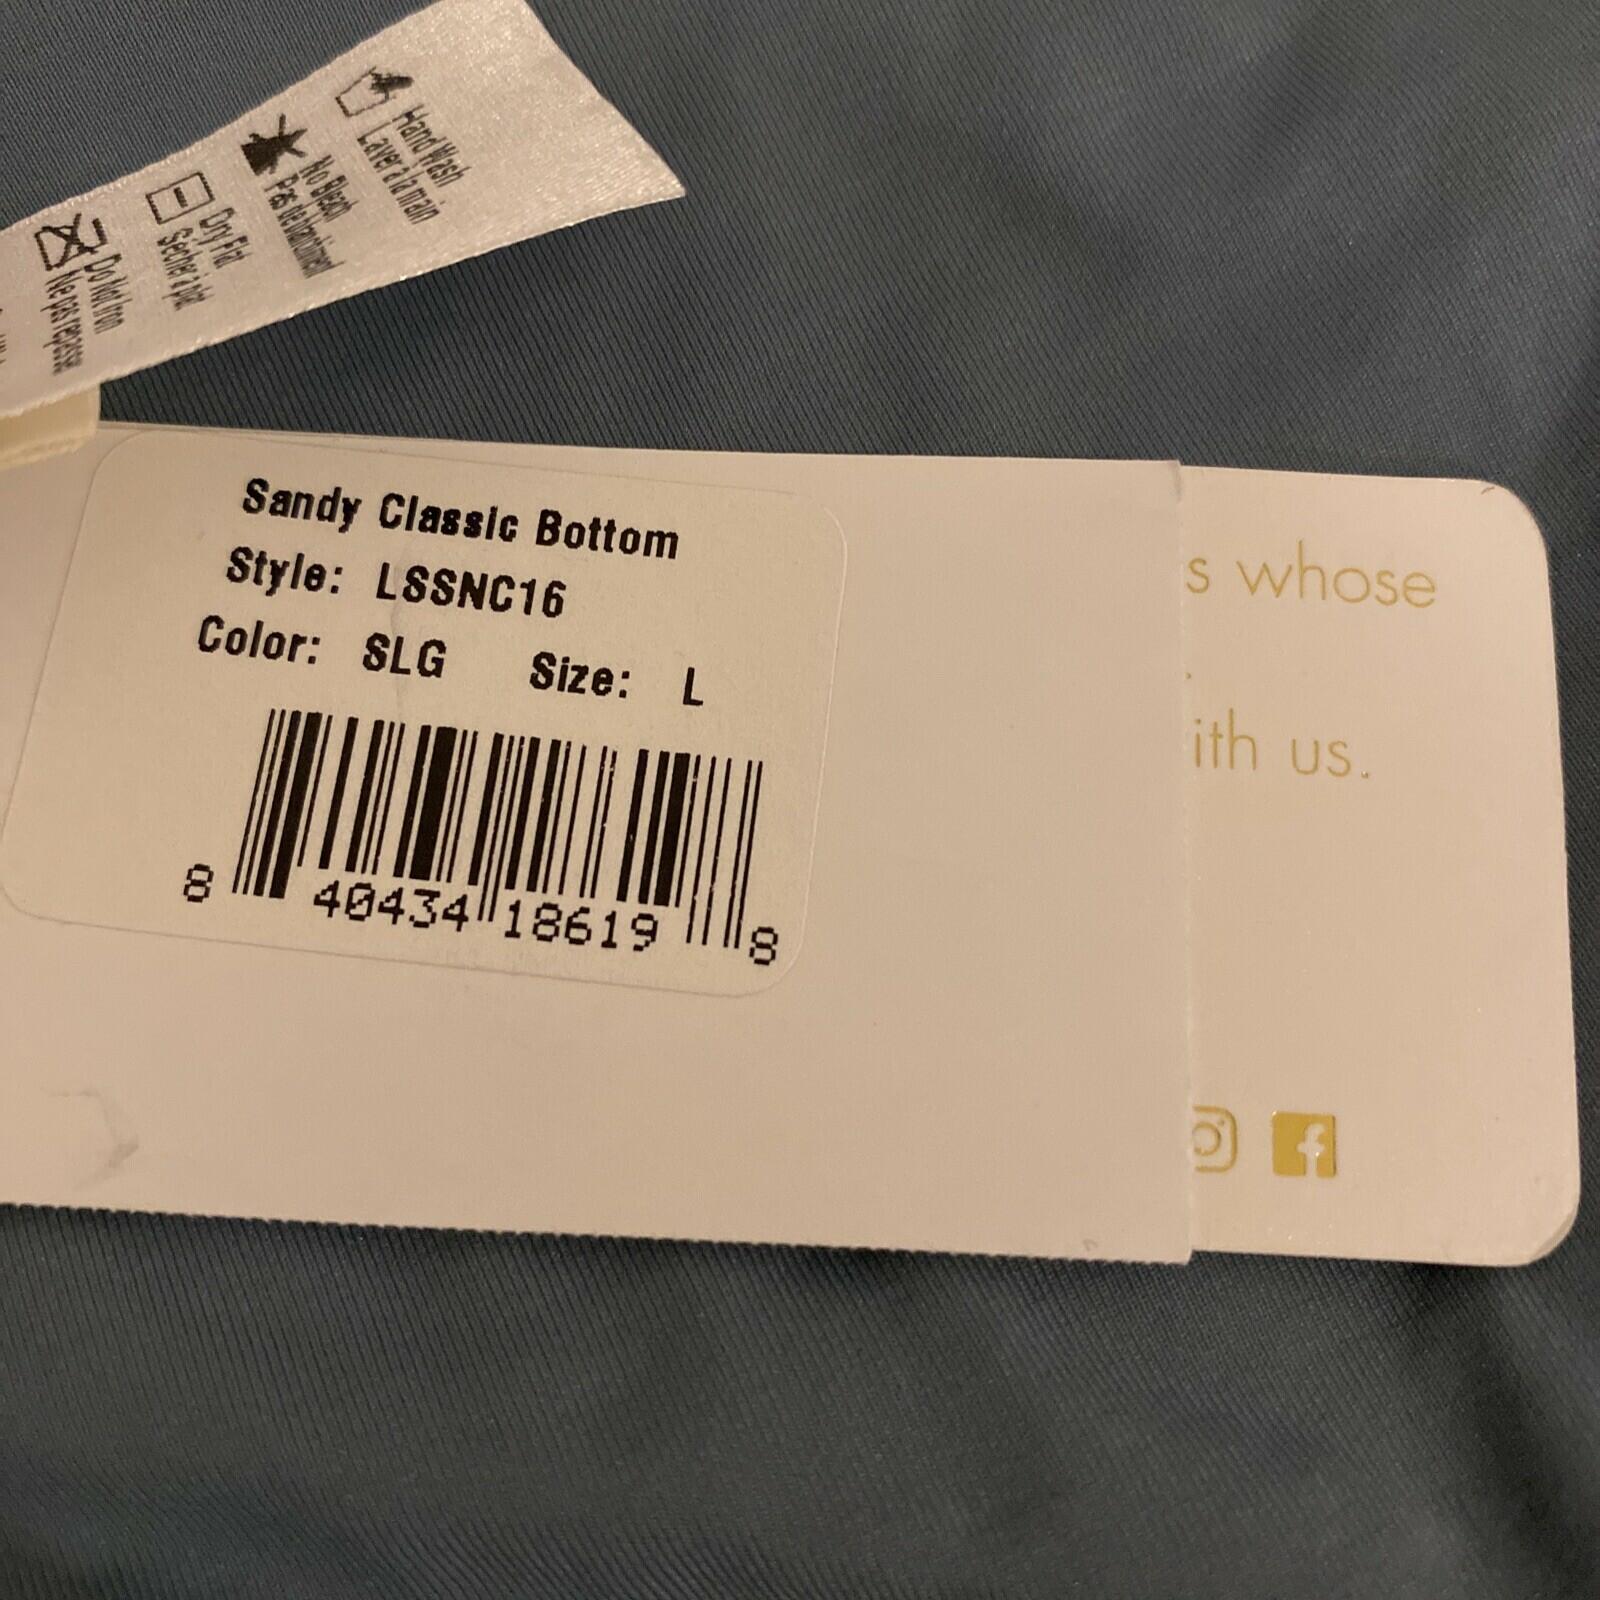 Hand Wash
Laver à la main
No Bleach
Pas de blanchiment
Dry Flat
Sécher à plat
Do Not Iron
Ne pas repasse
Sandy Classic Bottom
Style: LSSNC16
Color: SLG Size: L
8 40434 18619 8
s whose
ith us.